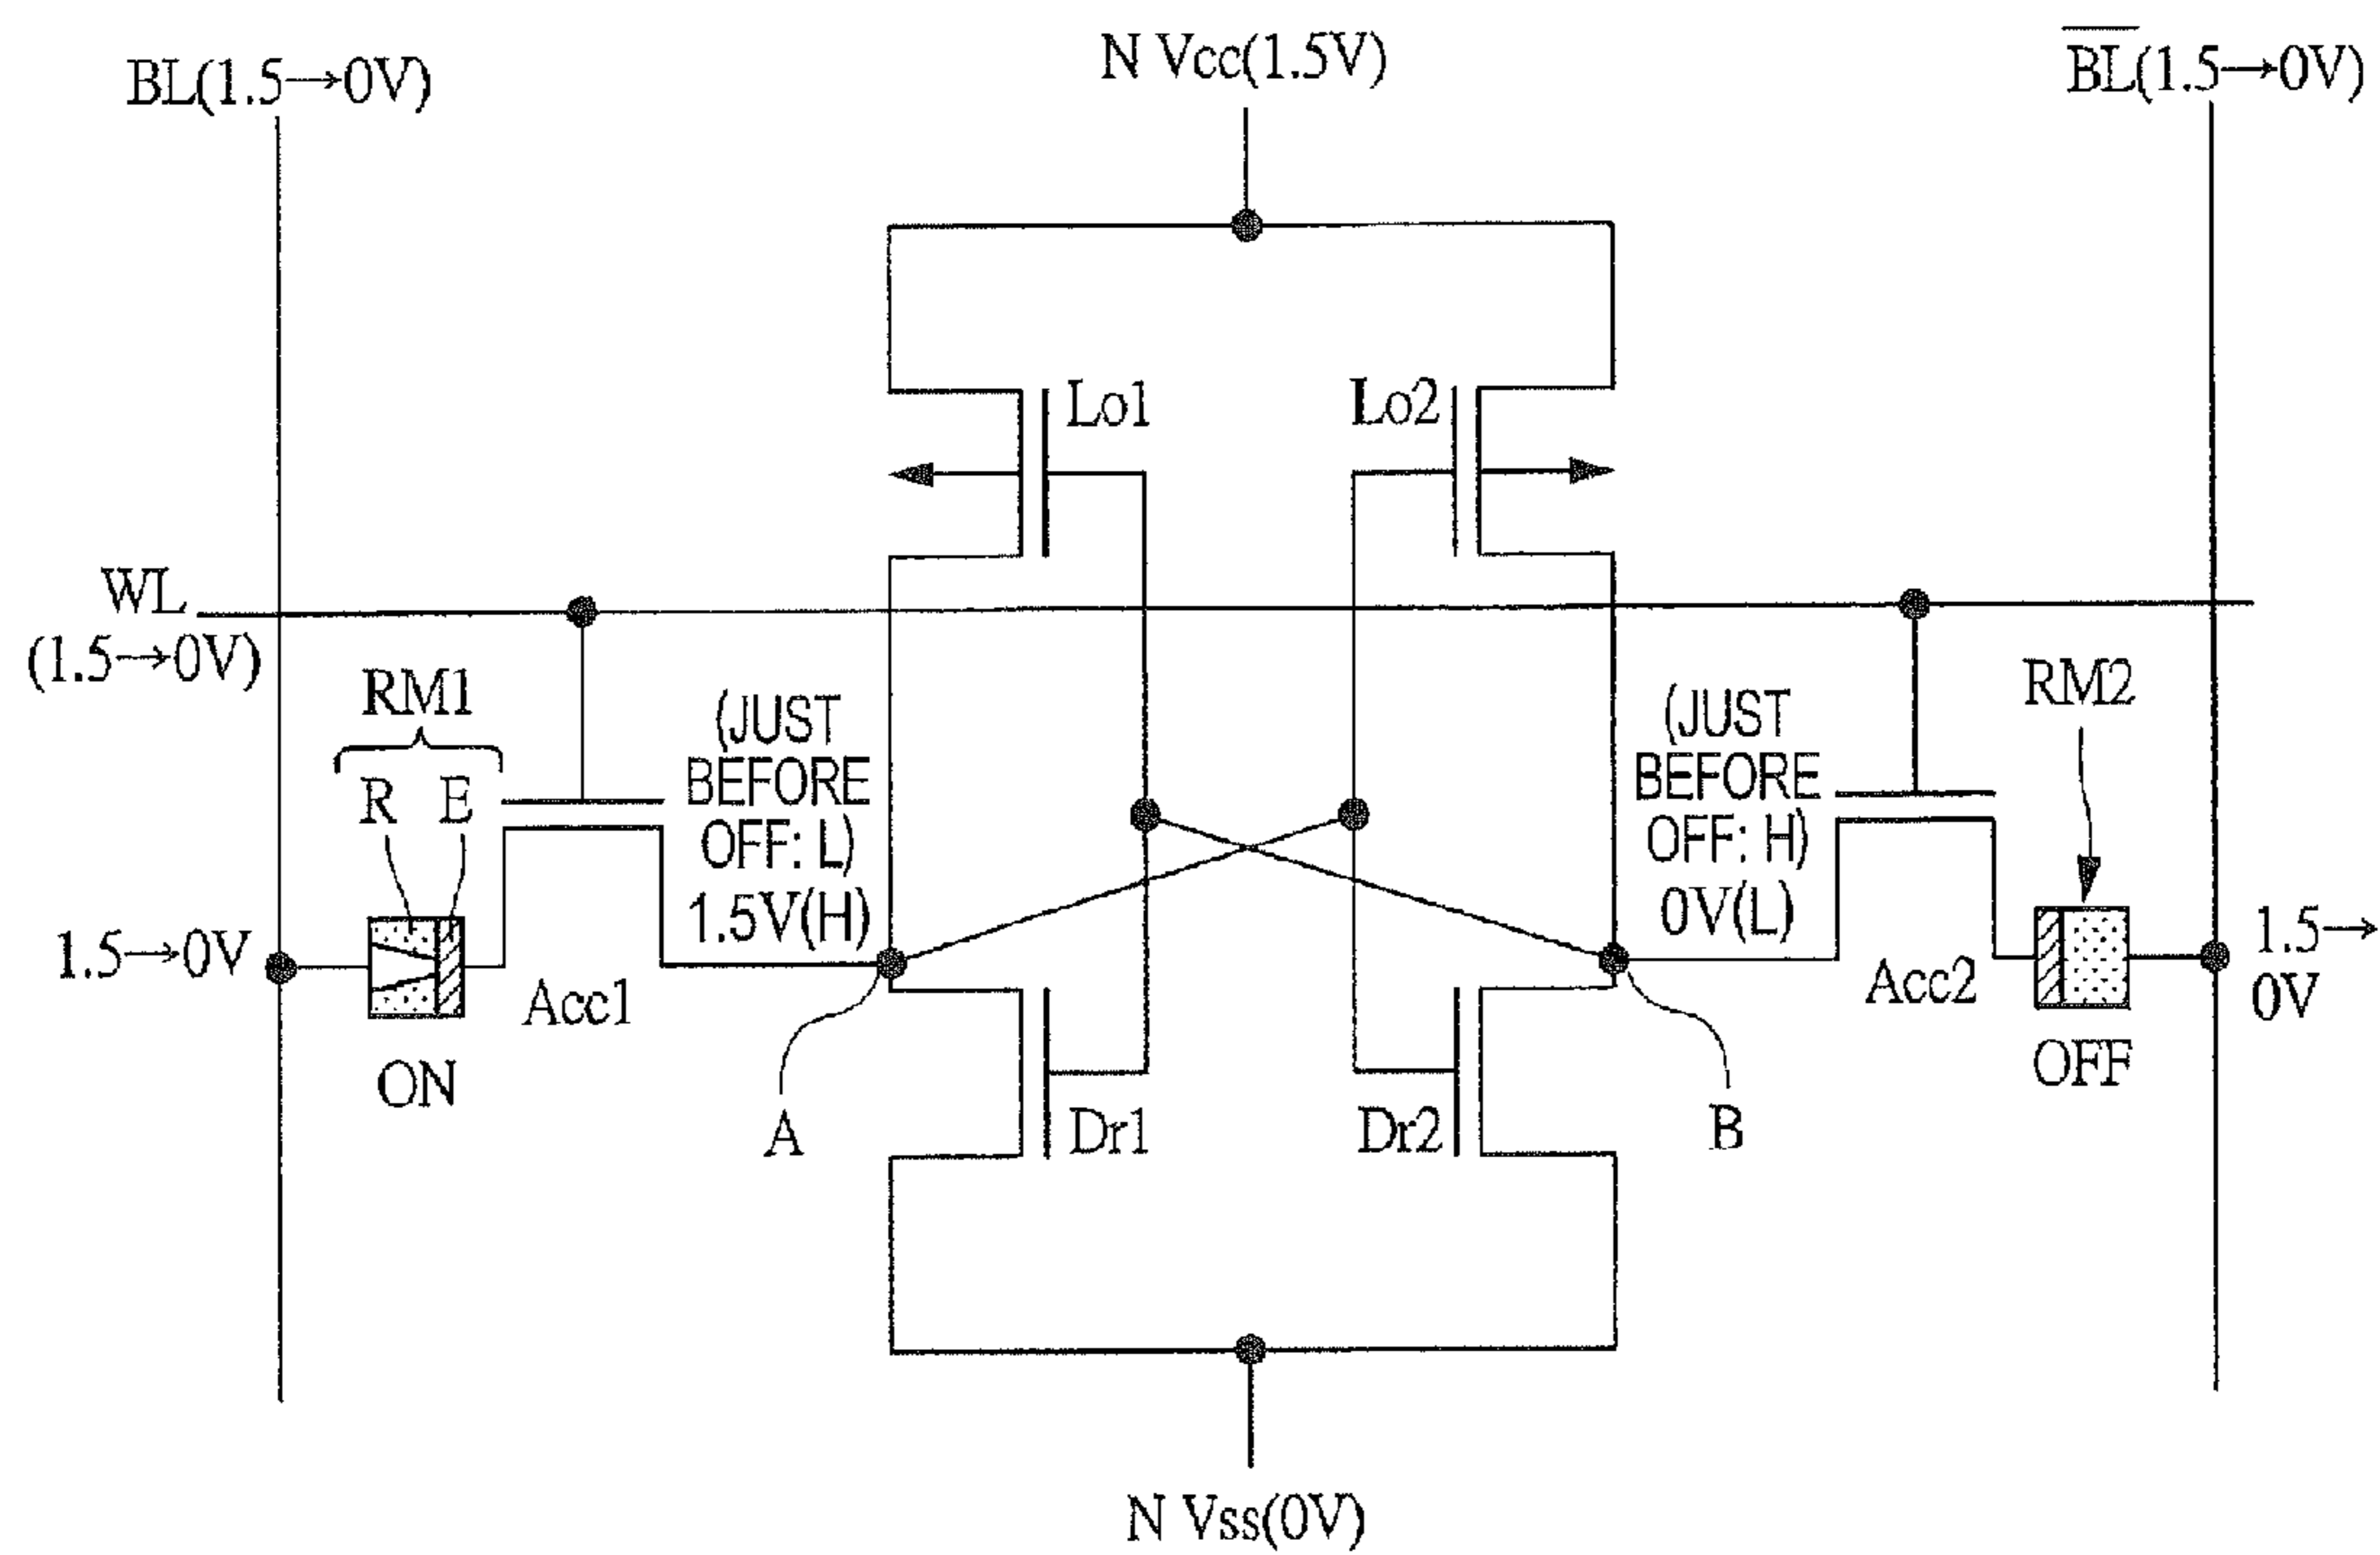 BL(1.5→0V)
N Vcc(1.5V)
BL(1.5→0V)
Lo1
Lo2
WL
(1.5→0V)
RM1
R E
(JUST
BEFORE
OFF: L)
1.5V(H)
(JUST
BEFORE
OFF: H)
0V(L)
RM2
1.5→0V
Acc1
Acc2
1.5→
0V
ON
OFF
A
Dr1
Dr2
B
N Vss(0V)